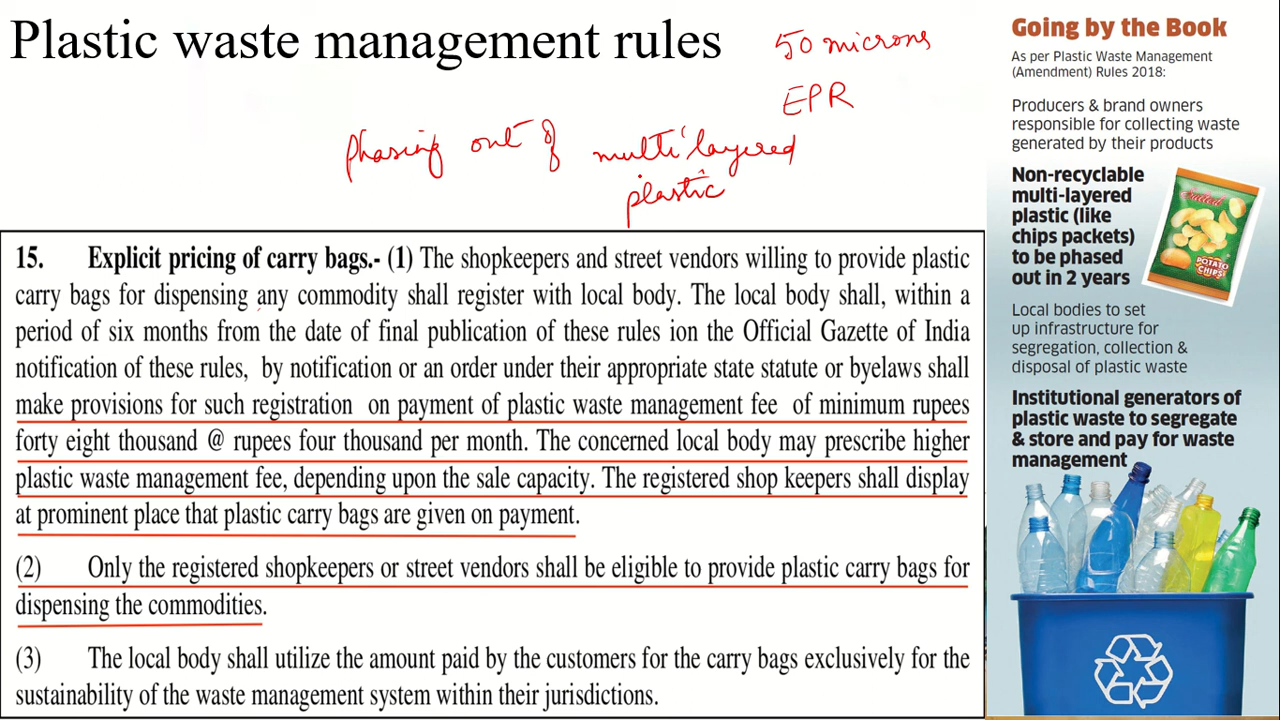 Plastic waste management rules
50 microns
EPR
Phasing out of multi layered
plastic
15. Explicit pricing of carry bags.- (1) The shopkeepers and street vendors willing to provide plastic
carry bags for dispensing any commodity shall register with local body. The local body shall, within a
period of six months from the date of final publication of these rules ion the Official Gazette of India
notification of these rules, by notification or an order under their appropriate state statute or byelaws shall
make provisions for such registration on payment of plastic waste management fee of minimum rupees
forty eight thousand @ rupees four thousand per month. The concerned local body may prescribe higher
plastic waste management fee, depending upon the sale capacity. The registered shop keepers shall display
at prominent place that plastic carry bags are given on payment.
(2) Only the registered shopkeepers or street vendors shall be eligible to provide plastic carry bags for
dispensing the commodities.
(3) The local body shall utilize the amount paid by the customers for the carry bags exclusively for the
sustainability of the waste management system within their jurisdictions.
Going by the Book
As per Plastic Waste Management
(Amendment) Rules 2018:
Producers & brand owners
responsible for collecting waste
generated by their products
Non-recyclable
multi-layered
plastic (like
chips packets)
to be phased
out in 2 years
Salted
POTATO
CHIPS
Local bodies to set
up infrastructure for
segregation, collection &
disposal of plastic waste
Institutional generators of
plastic waste to segregate
& store and pay for waste
management